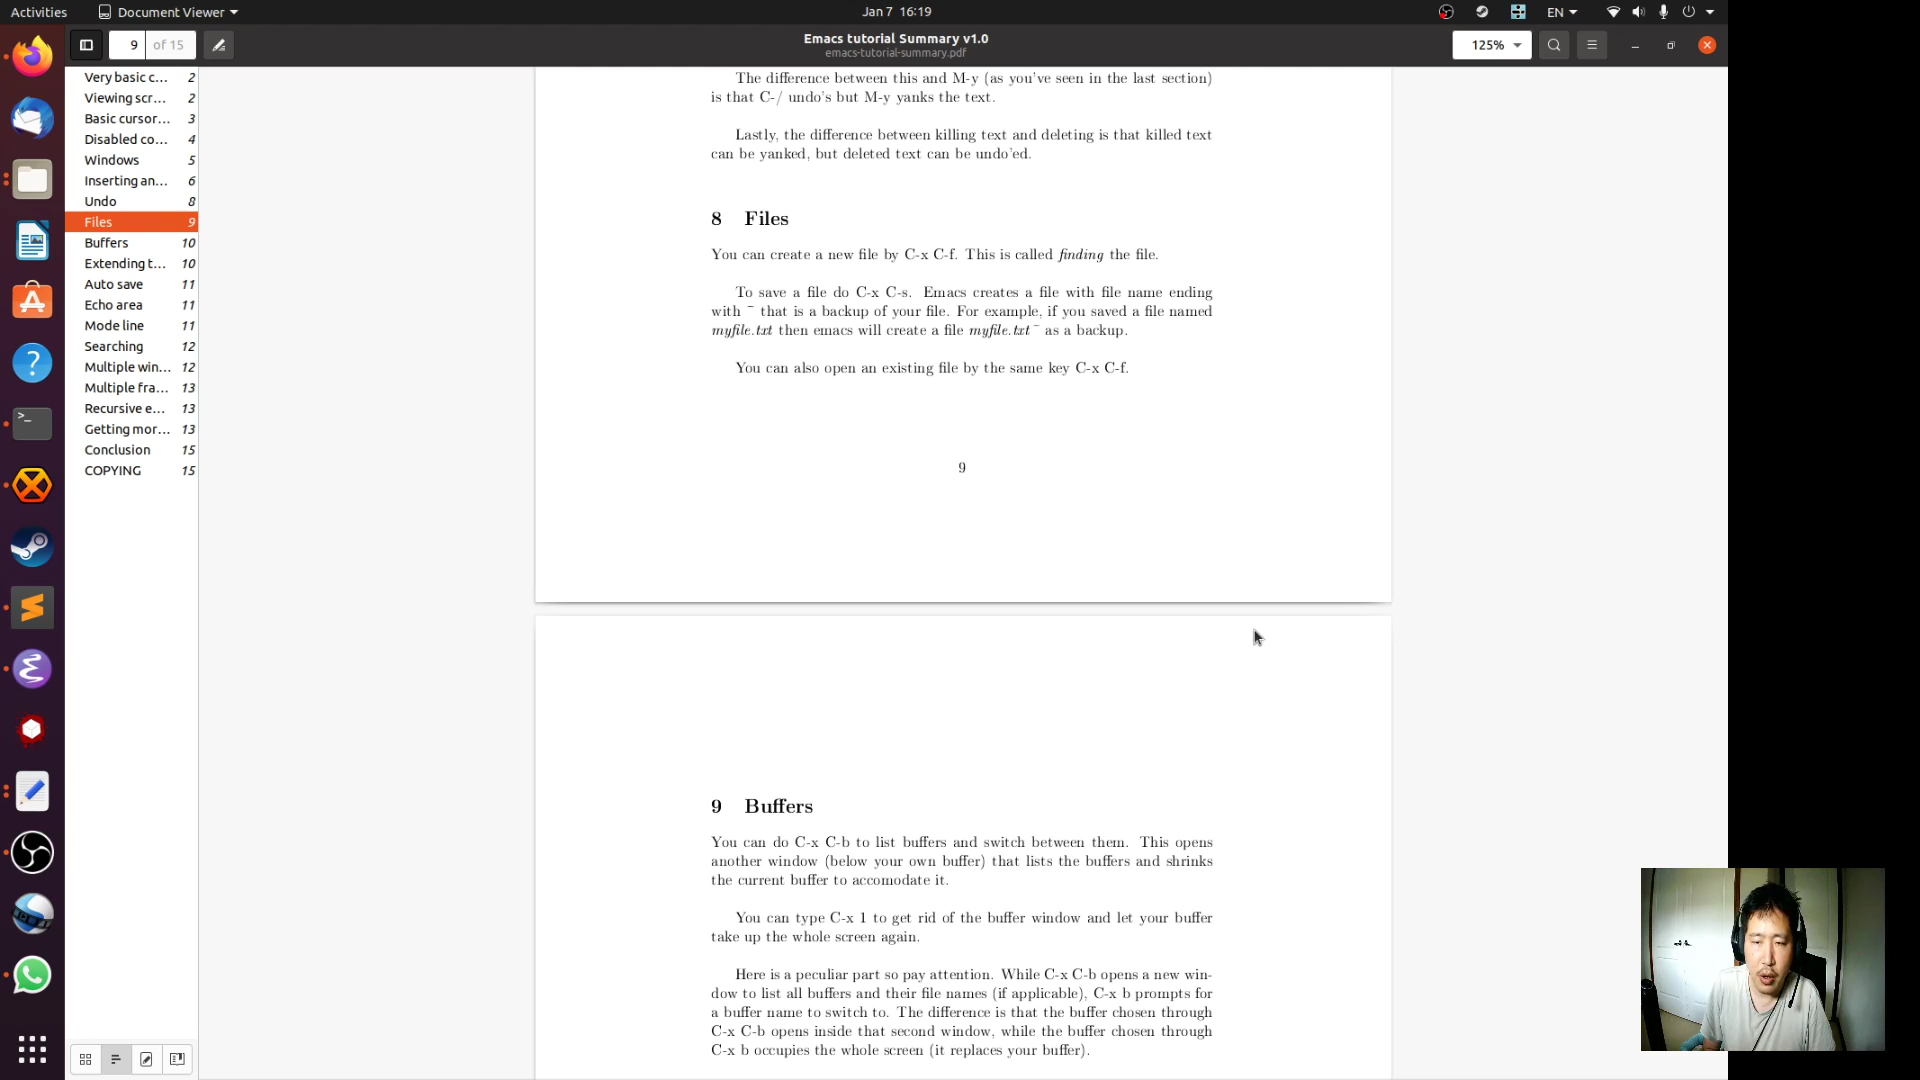 Activities
Document Viewer
Jan 7 16:19
EN
9 of 15
Emacs tutorial Summary v1.0
emacs-tutorial-summary.pdf
125%
Very basic c... 2
Viewing scr... 2
Basic cursor... 3
Disabled co... 4
Windows 5
Inserting an... 6
Undo 8
Files 9
Buffers 10
Extending t... 10
Auto save 11
Echo area 11
Mode line 11
Searching 12
Multiple win... 12
Multiple fra... 13
Recursive e... 13
Getting mor... 13
Conclusion 15
COPYING 15
The difference between this and M-y (as you've seen in the last section)
is that C-/ undo's but M-y yanks the text.
Lastly, the difference between killing text and deleting is that killed text
can be yanked, but deleted text can be undo'ed.
8 Files
You can create a new file by C-x C-f. This is called finding the file.
To save a file do C-x C-s. Emacs creates a file with file name ending
with ~ that is a backup of your file. For example, if you saved a file named
myfile.txt then emacs will create a file myfile.txt~ as a backup.
You can also open an existing file by the same key C-x C-f.
9
9 Buffers
You can do C-x C-b to list buffers and switch between them. This opens
another window (below your own buffer) that lists the buffers and shrinks
the current buffer to accomodate it.
You can type C-x 1 to get rid of the buffer window and let your buffer
take up the whole screen again.
Here is a peculiar part so pay attention. While C-x C-b opens a new win-
dow to list all buffers and their file names (if applicable), C-x b prompts for
a buffer name to switch to. The difference is that the buffer chosen through
C-x C-b opens inside that second window, while the buffer chosen through
C-x b occupies the whole screen (it replaces your buffer).